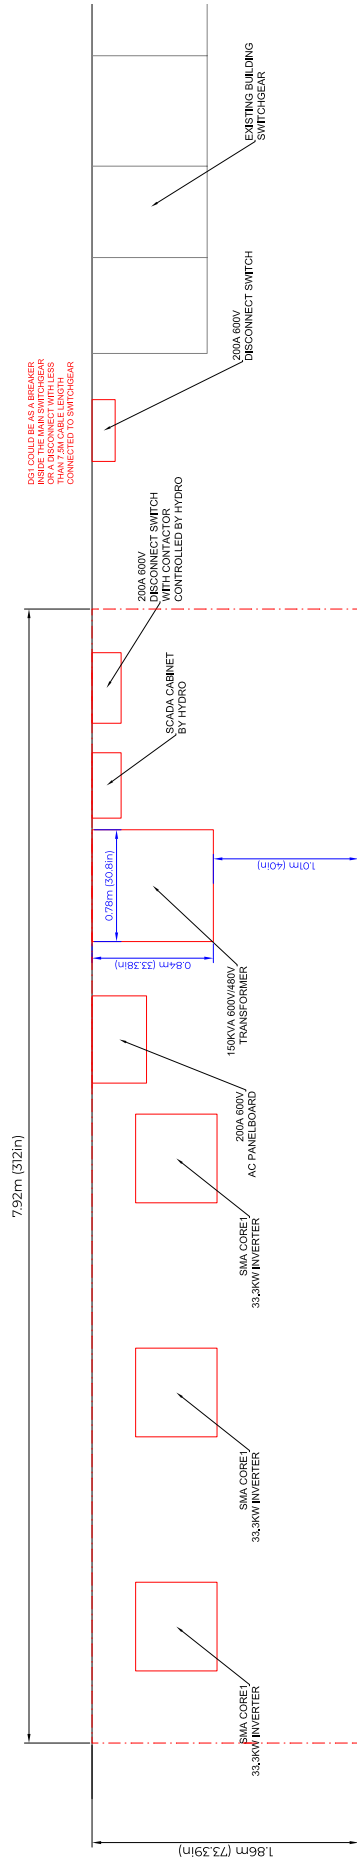 EXISTING BUILDING
SWITCHGEAR
200A 600V
DISCONNECT SWITCH
DG1 COULD BE AS A BREAKER
INSIDE THE MAIN SWITCHGEAR
OR A DISCONNECT WITH LESS
THAN 7.5M CABLE LENGTH
CONNECTED TO SWITCHGEAR
200A 600V
DISCONNECT SWITCH
WITH CONTACTOR
CONTROLLED BY HYDRO
SCADA CABINET
BY HYDRO
0.78m (30.8in)
0.84m (33.38in)
1.01m (40in)
150KVA 600V/480V
TRANSFORMER
200A 600V
AC PANELBOARD
7.92m (312in)
SMA CORE1
33.3KW INVERTER
SMA CORE1
33.3KW INVERTER
SMA CORE1
33.3KW INVERTER
1.86m (73.39in)